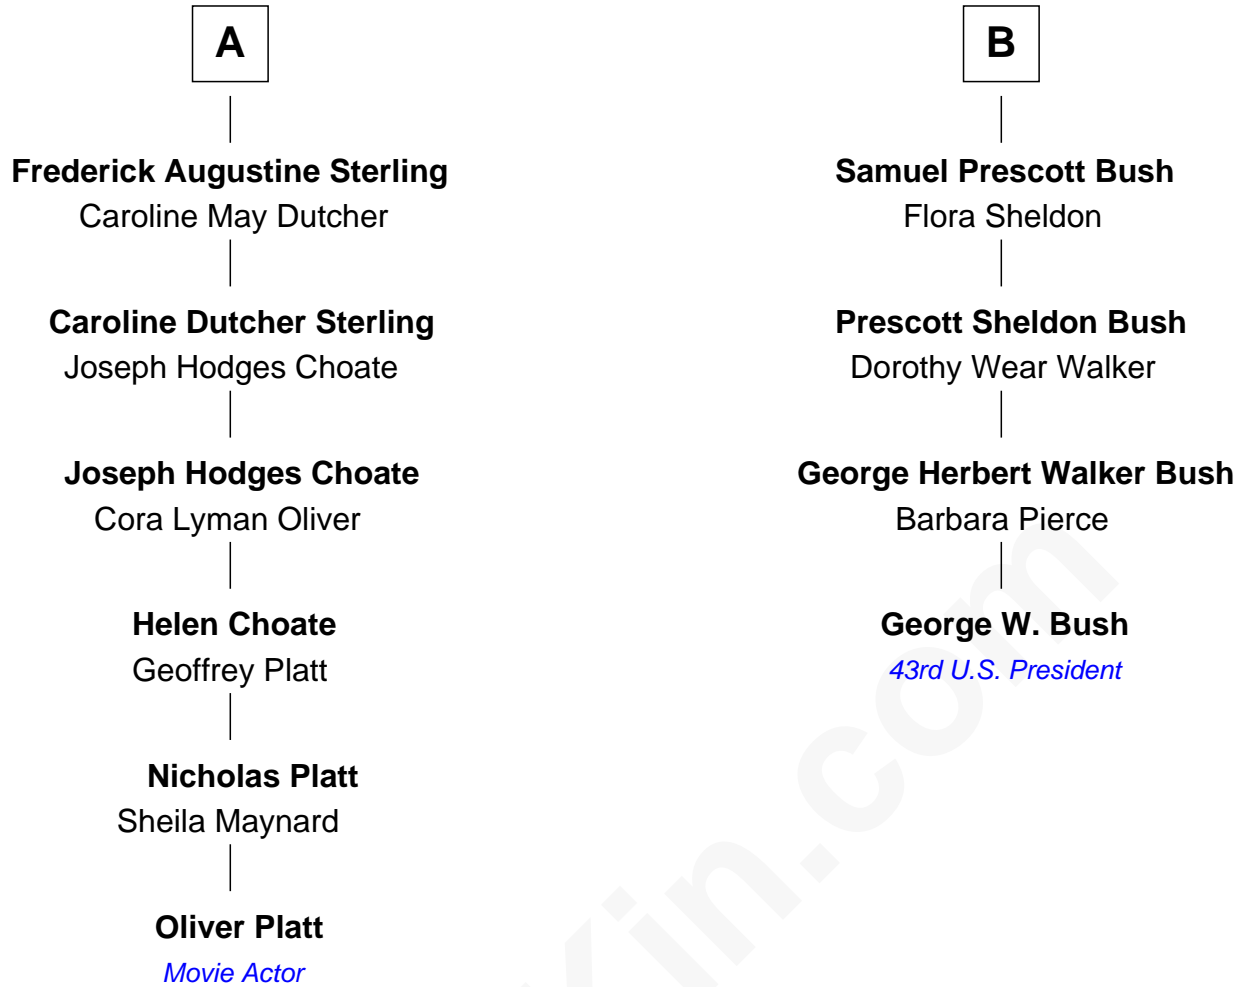 A
Frederick Augustine Sterling
Caroline May Dutcher
Caroline Dutcher Sterling
Joseph Hodges Choate
Joseph Hodges Choate
Cora Lyman Oliver
Helen Choate
Geoffrey Platt
Nicholas Platt
Sheila Maynard
Oliver Platt
Movie Actor
B
Samuel Prescott Bush
Flora Sheldon
Prescott Sheldon Bush
Dorothy Wear Walker
George Herbert Walker Bush
Barbara Pierce
George W. Bush
43rd U.S. President
Kin.com